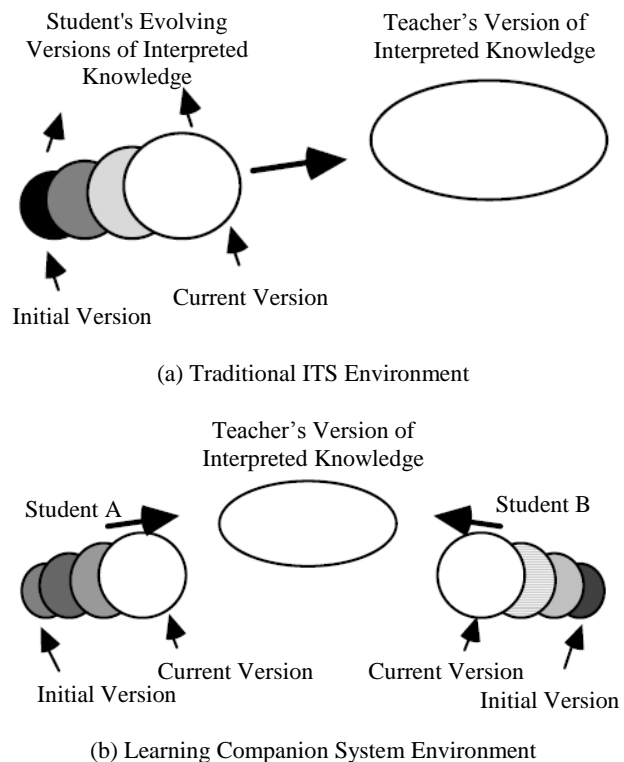 Student's Evolving
Versions of Interpreted
Knowledge
Teacher’s Version of
Interpreted Knowledge
Initial Version
Current Version
(a) Traditional ITS Environment
Teacher’s Version of
Interpreted Knowledge
Student A
Student B
Current Version
Initial Version
Current Version
Initial Version
(b) Learning Companion System Environment